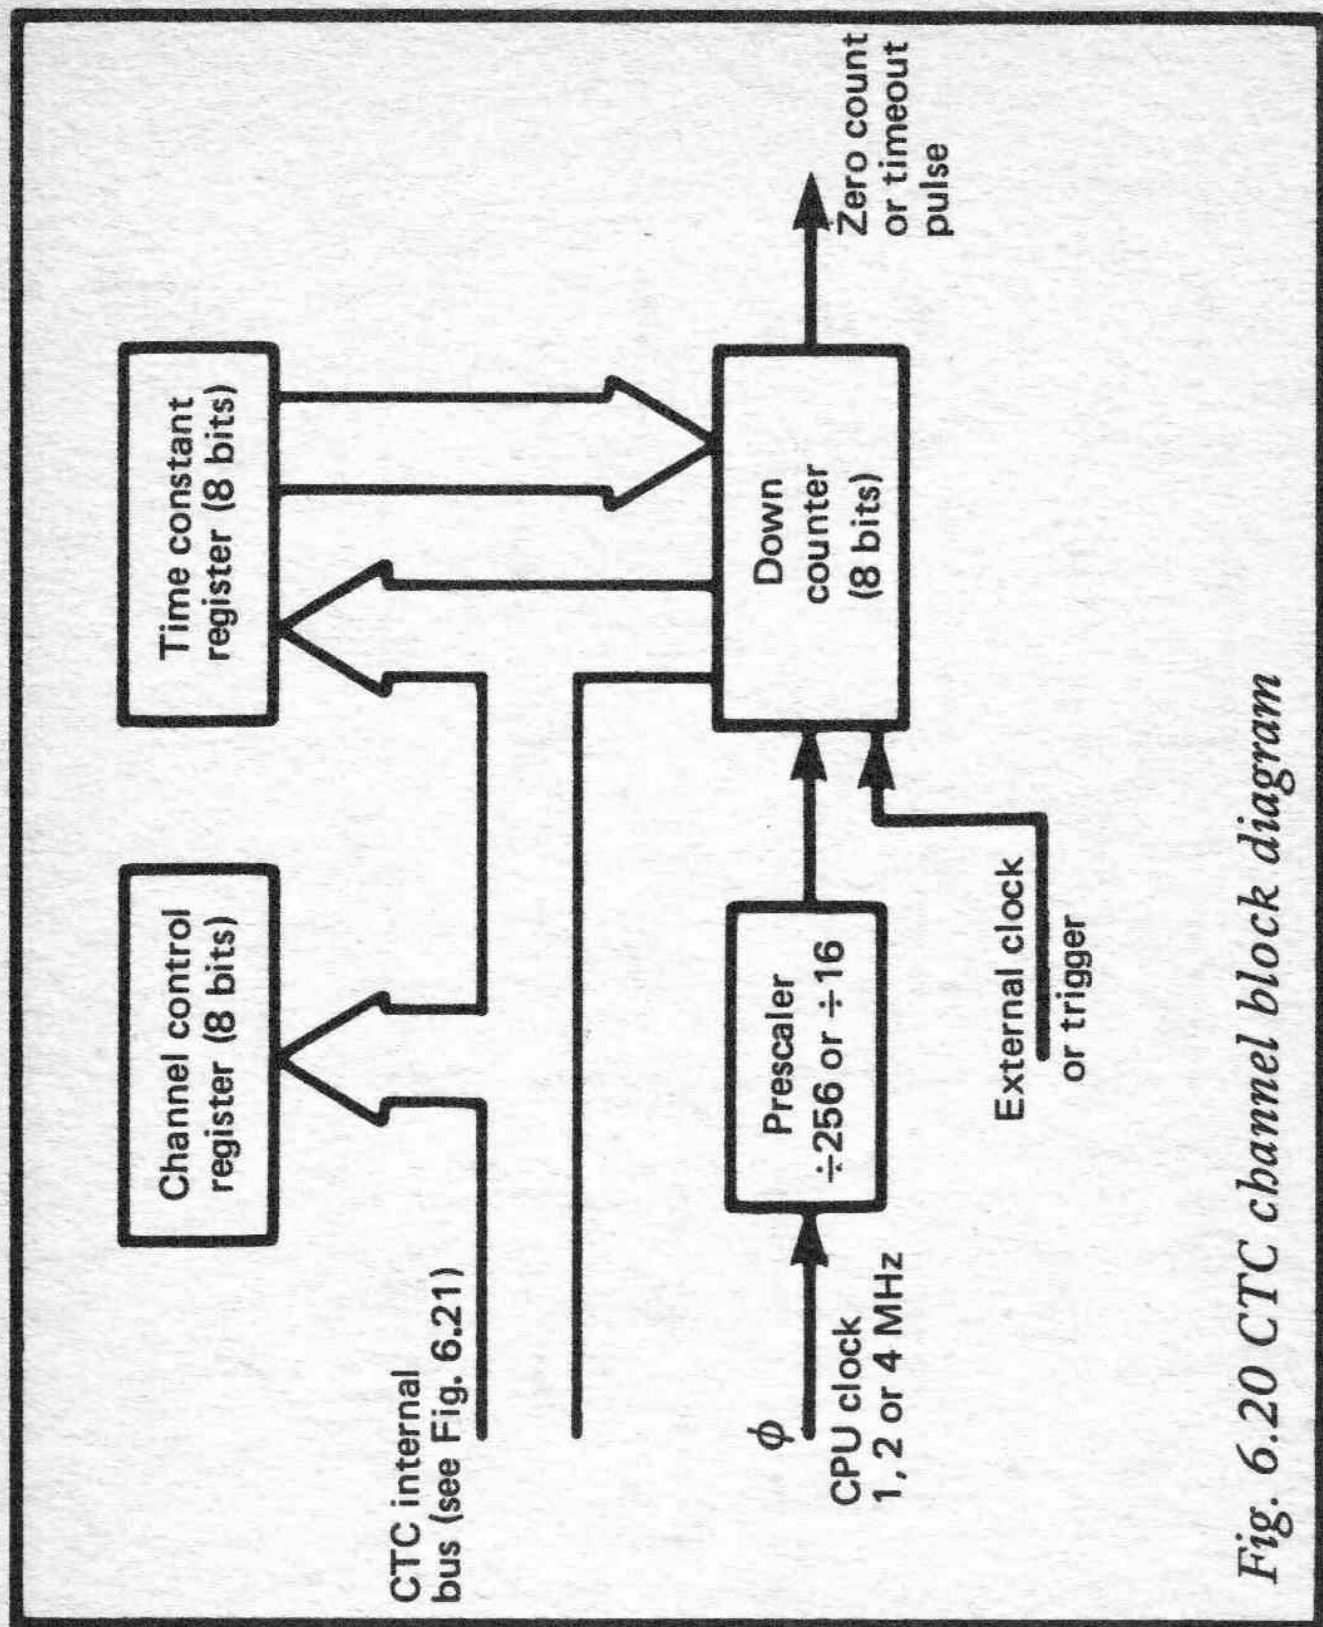 Channel control
register (8 bits)
Time constant
register (8 bits)
CTC internal
bus (see Fig. 6.21)
ϕ
CPU clock
1, 2 or 4 MHz
Prescaler
÷256 or ÷16
Down
counter
(8 bits)
Zero count
or timeout
pulse
External clock
or trigger
Fig. 6.20 CTC channel block diagram